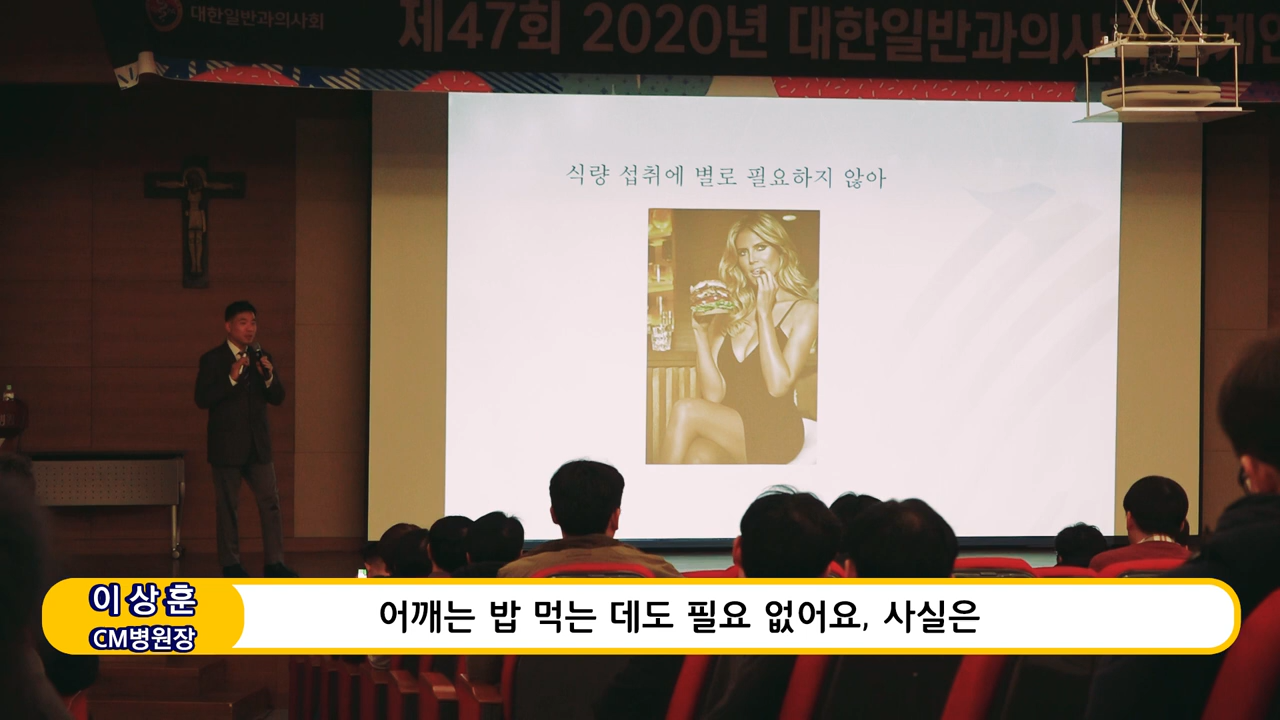 대한일반과의사회
제47회 2020년 대한일반과의사회
식량 섭취에 별로 필요하지 않아
이상훈
CM병원장
어깨는 밥 먹는 데도 필요 없어요, 사실은